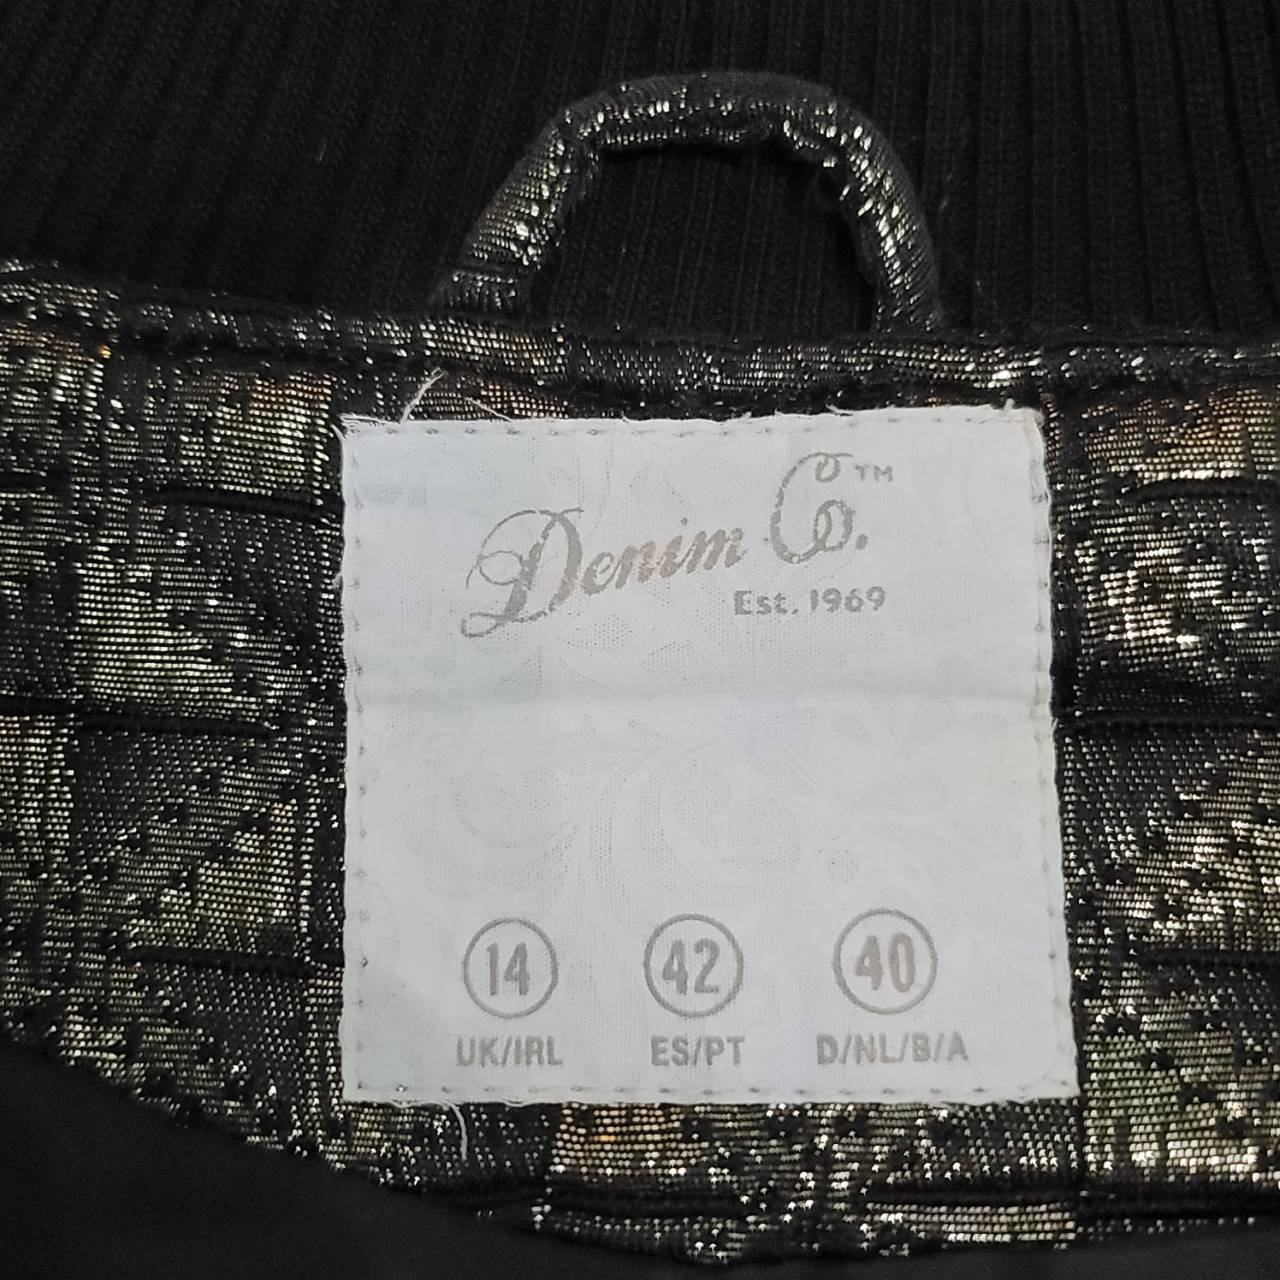 Denim Co.™
Est. 1969
14 42 40
UK/IRL ES/PT D/NL/B/A